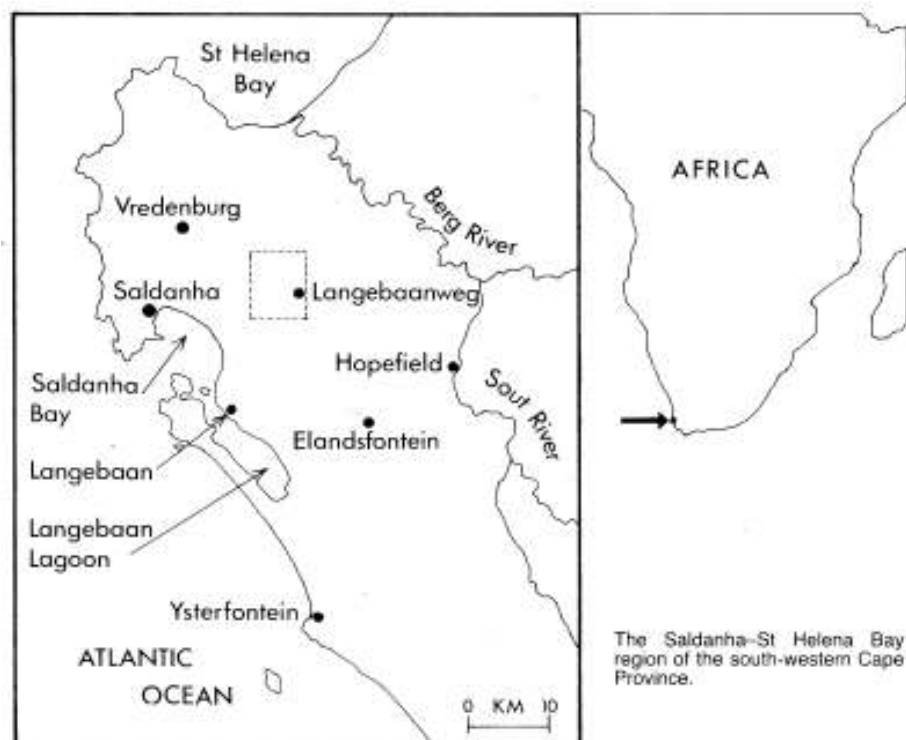 St Helena
Bay
Vredenburg
Berg River
Saldanha
Langebaanweg
Hopefield
Saldanha
Bay
Sout River
Elandsfontein
Langebaan
Langebaan
Lagoon
Ysterfontein
ATLANTIC
OCEAN
0 KM 10
AFRICA
The Saldanha–St Helena Bay
region of the south-western Cape
Province.